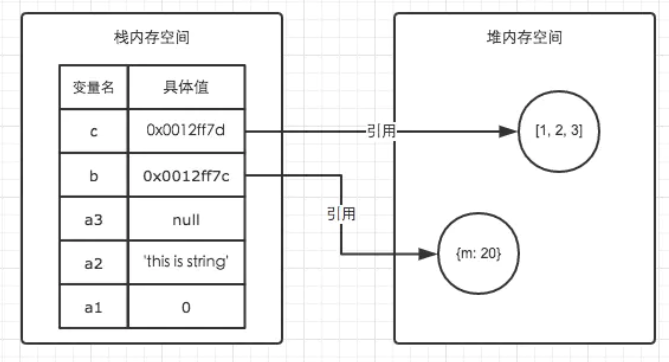 栈内存空间
变量名 具体值
c 0x0012ff7d
b 0x0012ff7c
a3 null
a2 'this is string'
a1 0
引用
引用
堆内存空间
[1, 2, 3]
{m: 20}